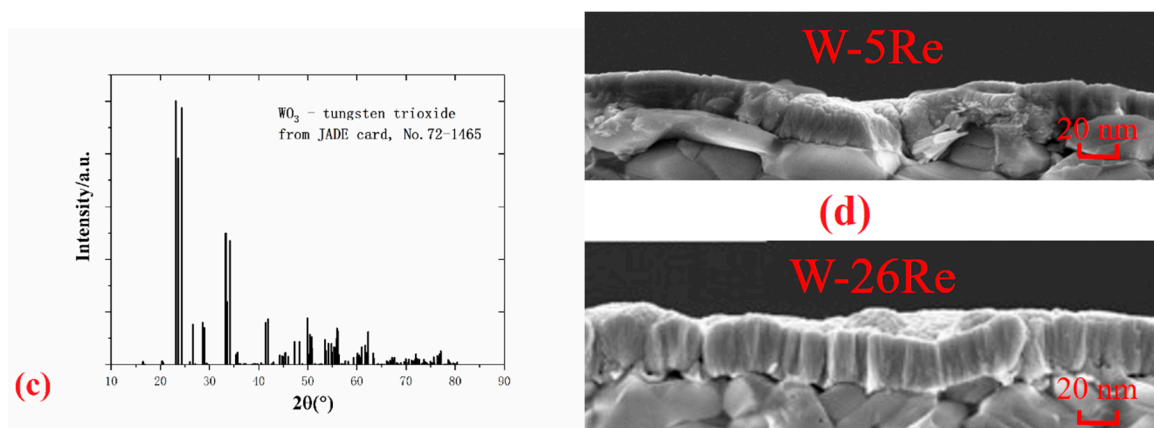 WO₃ - tungsten trioxide
from JADE card, No.72-1465
Intensity/a.u.
10 20 30 40 50 60 70 80 90
2θ(°)
(c)
W-5Re
20 nm
(d)
W-26Re
20 nm